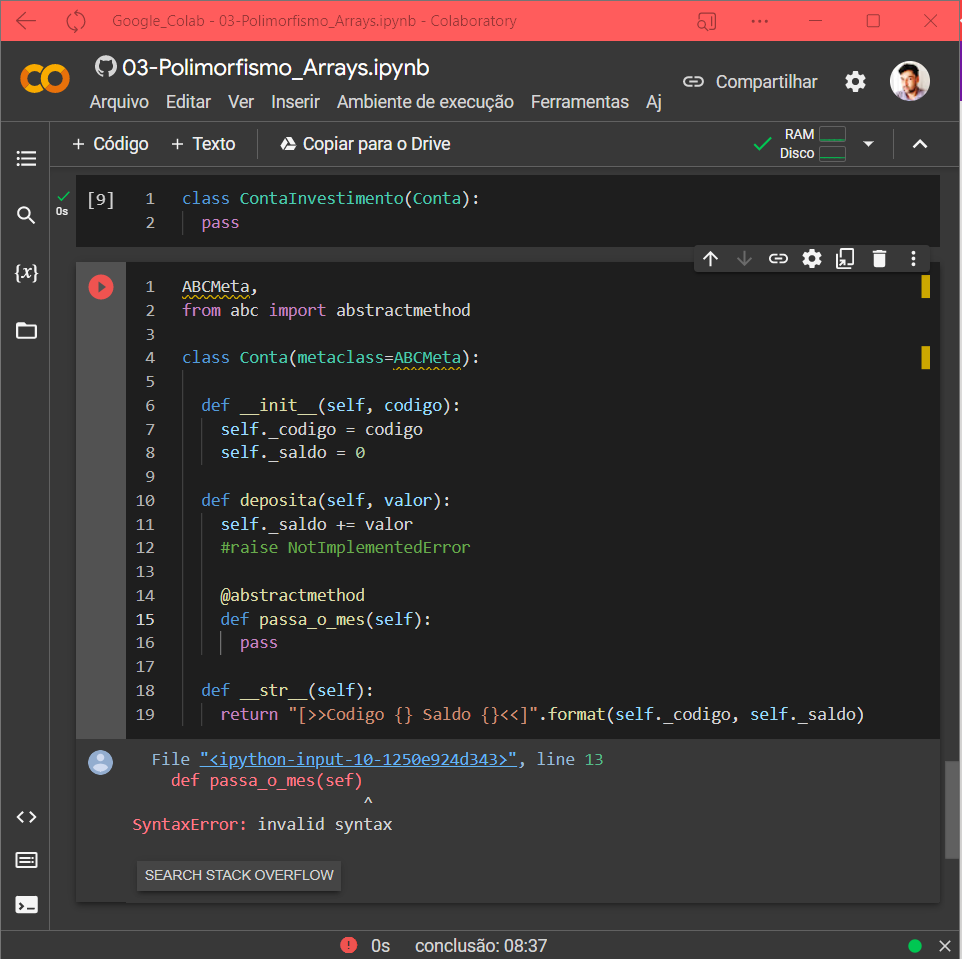 Google_Colab - 03-Polimorfismo_Arrays.ipynb - Colaboratory
03-Polimorfismo_Arrays.ipynb
Arquivo Editar Ver Inserir Ambiente de execução Ferramentas Aj
Compartilhar
+ Código + Texto Copiar para o Drive
RAM
Disco
0s
[9]
1 class ContaInvestimento(Conta):
2 pass
1 ABCMeta,
2 from abc import abstractmethod
3
4 class Conta(metaclass=ABCMeta):
5
6 def __init__(self, codigo):
7 self._codigo = codigo
8 self._saldo = 0
9
10 def deposita(self, valor):
11 self._saldo += valor
12 #raise NotImplementedError
13
14 @abstractmethod
15 def passa_o_mes(self):
16 pass
17
18 def __str__(self):
19 return "[>>Codigo {} Saldo {}<<]".format(self._codigo, self._saldo)
File "<ipython-input-10-1250e924d343>", line 13
def passa_o_mes(sef)
^
SyntaxError: invalid syntax
SEARCH STACK OVERFLOW
0s conclusão: 08:37